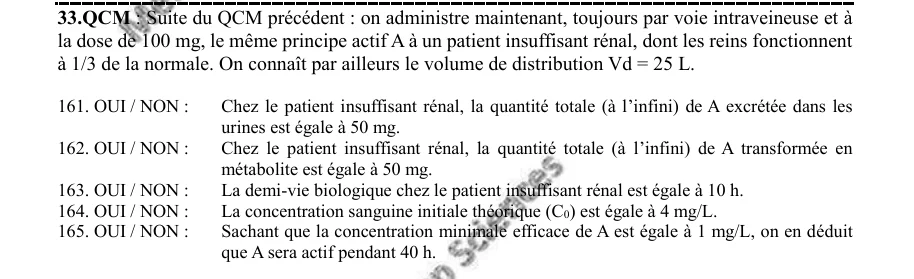 33.QCM : Suite du QCM précédent : on administre maintenant, toujours par voie intraveineuse et à
la dose de 100 mg, le même principe actif A à un patient insuffisant rénal, dont les reins fonctionnent
à 1/3 de la normale. On connaît par ailleurs le volume de distribution Vd = 25 L.
161. OUI / NON : Chez le patient insuffisant rénal, la quantité totale (à l’infini) de A excrétée dans les
urines est égale à 50 mg.
162. OUI / NON : Chez le patient insuffisant rénal, la quantité totale (à l’infini) de A transformée en
métabolite est égale à 50 mg.
163. OUI / NON : La demi-vie biologique chez le patient insuffisant rénal est égale à 10 h.
164. OUI / NON : La concentration sanguine initiale théorique (C₀) est égale à 4 mg/L.
165. OUI / NON : Sachant que la concentration minimale efficace de A est égale à 1 mg/L, on en déduit
que A sera actif pendant 40 h.
Sciences